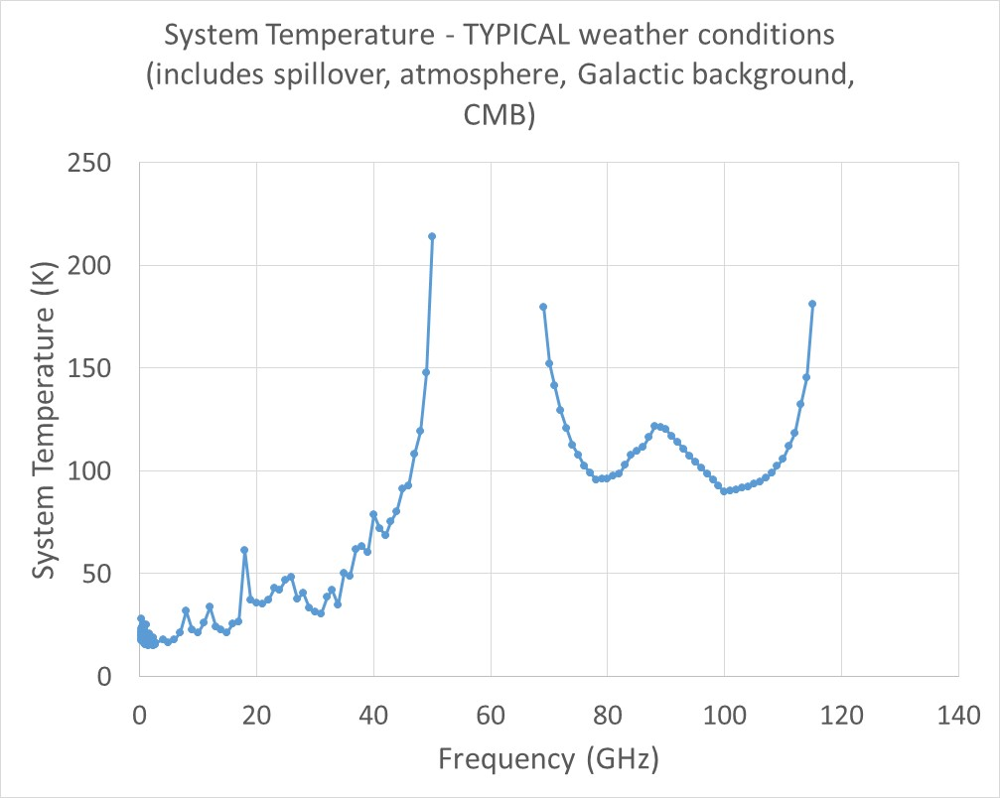 System Temperature - TYPICAL weather conditions
(includes spillover, atmosphere, Galactic background,
CMB)
250
200
150
100
50
0
System Temperature (K)
0 20 40 60 80 100 120 140
Frequency (GHz)